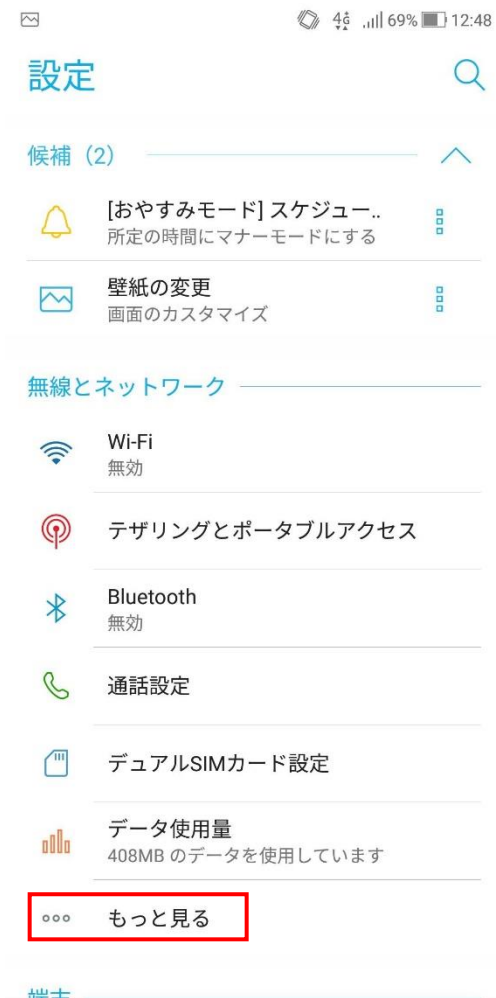 4G 69% 12:48
設定
候補（2）
[おやすみモード] スケジュー..
所定の時間にマナーモードにする
壁紙の変更
画面のカスタマイズ
無線とネットワーク
Wi-Fi
無効
テザリングとポータブルアクセス
Bluetooth
無効
通話設定
デュアルSIMカード設定
データ使用量
408MB のデータを使用しています
もっと見る
端末